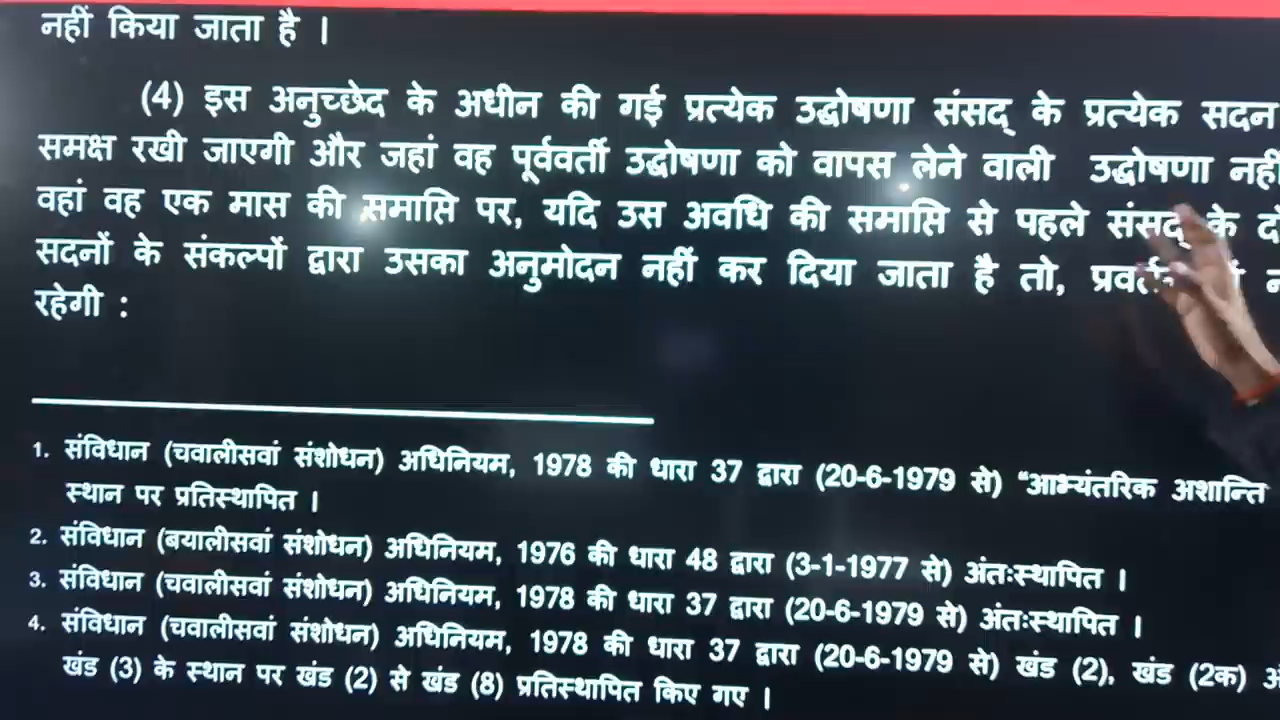 नहीं किया जाता है ।
(4) इस अनुच्छेद के अधीन की गई प्रत्येक उद्घोषणा संसद् के प्रत्येक सदन
समक्ष रखी जाएगी और जहां वह पूर्ववर्ती उद्घोषणा को वापस लेने वाली उद्घोषणा नहीं
वहां वह एक मास की समाप्ति पर, यदि उस अवधि की समाप्ति से पहले संसद् के
सदनों के संकल्पों द्वारा उसका अनुमोदन नहीं कर दिया जाता है तो,
रहेगी :
1. संविधान (चवालीसवां संशोधन) अधिनियम, 1978 की धारा 37 द्वारा (20-6-1979 से) “आभ्यंतरिक अशान्ति
स्थान पर प्रतिस्थापित ।
2. संविधान (बयालीसवां संशोधन) अधिनियम, 1976 की धारा 48 द्वारा (3-1-1977 से) अंतःस्थापित ।
3. संविधान (चवालीसवां संशोधन) अधिनियम, 1978 की धारा 37 द्वारा (20-6-1979 से) अंतःस्थापित ।
4. संविधान (चवालीसवां संशोधन) अधिनियम, 1978 की धारा 37 द्वारा (20-6-1979 से) खंड (2), खंड (2क)
खंड (3) के स्थान पर खंड (2) से खंड (8) प्रतिस्थापित किए गए ।